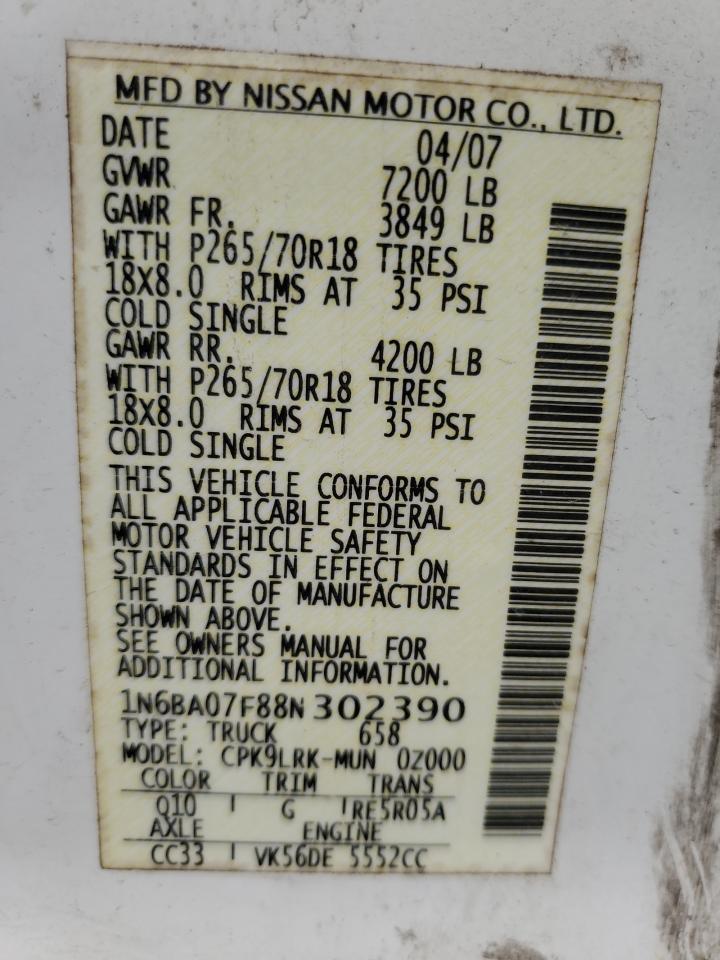 MFD BY NISSAN MOTOR CO., LTD.
DATE 04/07
GVWR 7200 LB
GAWR FR. 3849 LB
WITH P265/70R18 TIRES
18X8.0 RIMS AT 35 PSI
COLD SINGLE
GAWR RR. 4200 LB
WITH P265/70R18 TIRES
18X8.0 RIMS AT 35 PSI
COLD SINGLE
THIS VEHICLE CONFORMS TO
ALL APPLICABLE FEDERAL
MOTOR VEHICLE SAFETY
STANDARDS IN EFFECT ON
THE DATE OF MANUFACTURE
SHOWN ABOVE.
SEE OWNERS MANUAL FOR
ADDITIONAL INFORMATION.
1N6BA07F88N302390
TYPE: TRUCK 658
MODEL: CPK9LRK-MUN 0Z000
COLOR TRIM TRANS
Q10 G RE5R05A
AXLE ENGINE
CC33 VK56DE 5552CC